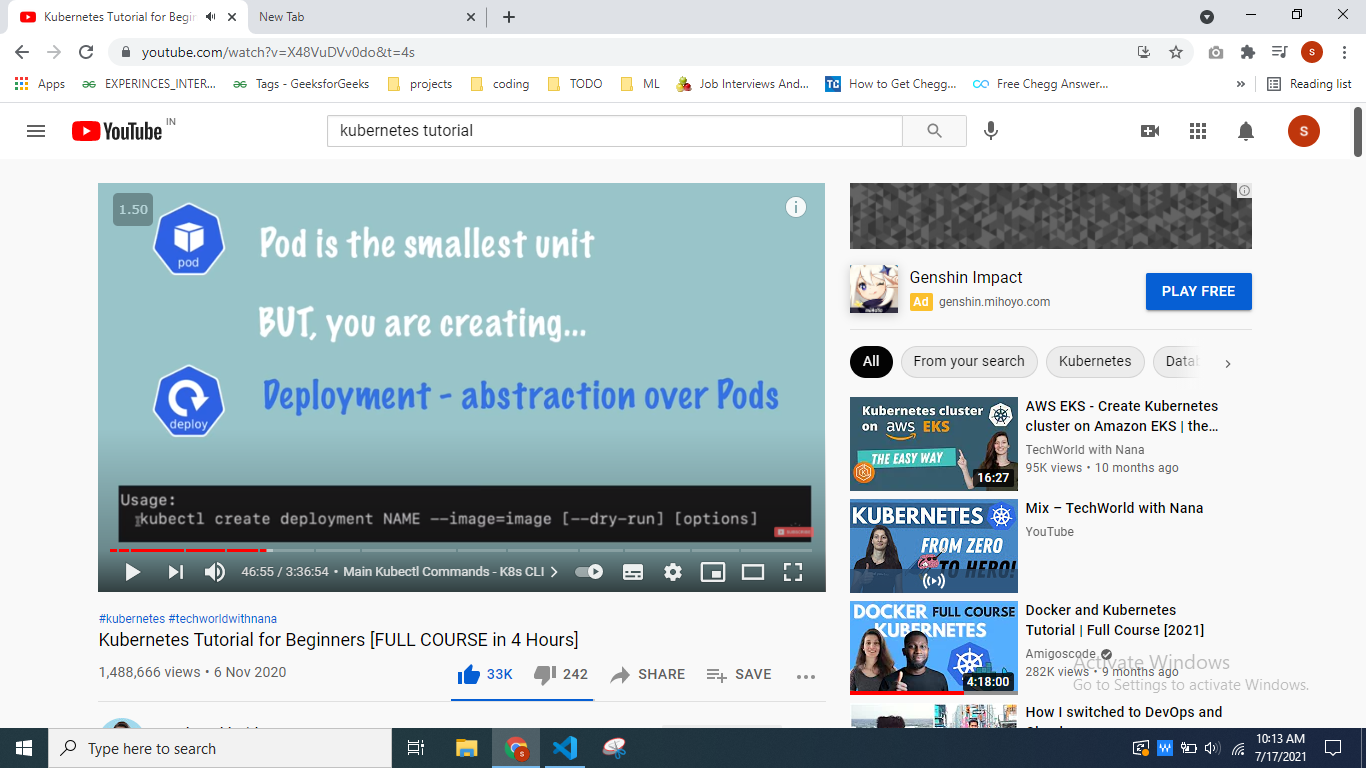 Kubernetes Tutorial for Begin
New Tab
youtube.com/watch?v=X48VuDVv0do&t=4s
S
Apps
EXPERINCES_INTER...
Tags - GeeksforGeeks
projects
coding
TODO
ML
Job Interviews And...
TC
How to Get Chegg...
Free Chegg Answer...
»
Reading list
YouTube IN
kubernetes tutorial
S
1.50
pod
Pod is the smallest unit
BUT, you are creating...
deploy
Deployment - abstraction over Pods
Usage:
kubectl create deployment NAME --image=image [--dry-run] [options]
46:55 / 3:36:54 • Main Kubectl Commands - K8s CLI
#kubernetes #techworldwithnana
Kubernetes Tutorial for Beginners [FULL COURSE in 4 Hours]
1,488,666 views • 6 Nov 2020
33K
242
SHARE
SAVE
Genshin Impact
Ad genshin.mihoyo.com
PLAY FREE
All
From your search
Kubernetes
Datab
Kubernetes cluster
on aws EKS
THE EASY WAY
16:27
AWS EKS - Create Kubernetes
cluster on Amazon EKS | the...
TechWorld with Nana
95K views • 10 months ago
KUBERNETES
FROM ZERO
TO HERO!
Mix – TechWorld with Nana
YouTube
DOCKER FULL COURSE
KUBERNETES
4:18:00
Docker and Kubernetes
Tutorial | Full Course [2021]
Amigoscode
282K views • 9 months ago
How I switched to DevOps and
Activate Windows
Go to Settings to activate Windows.
Type here to search
10:13 AM
7/17/2021